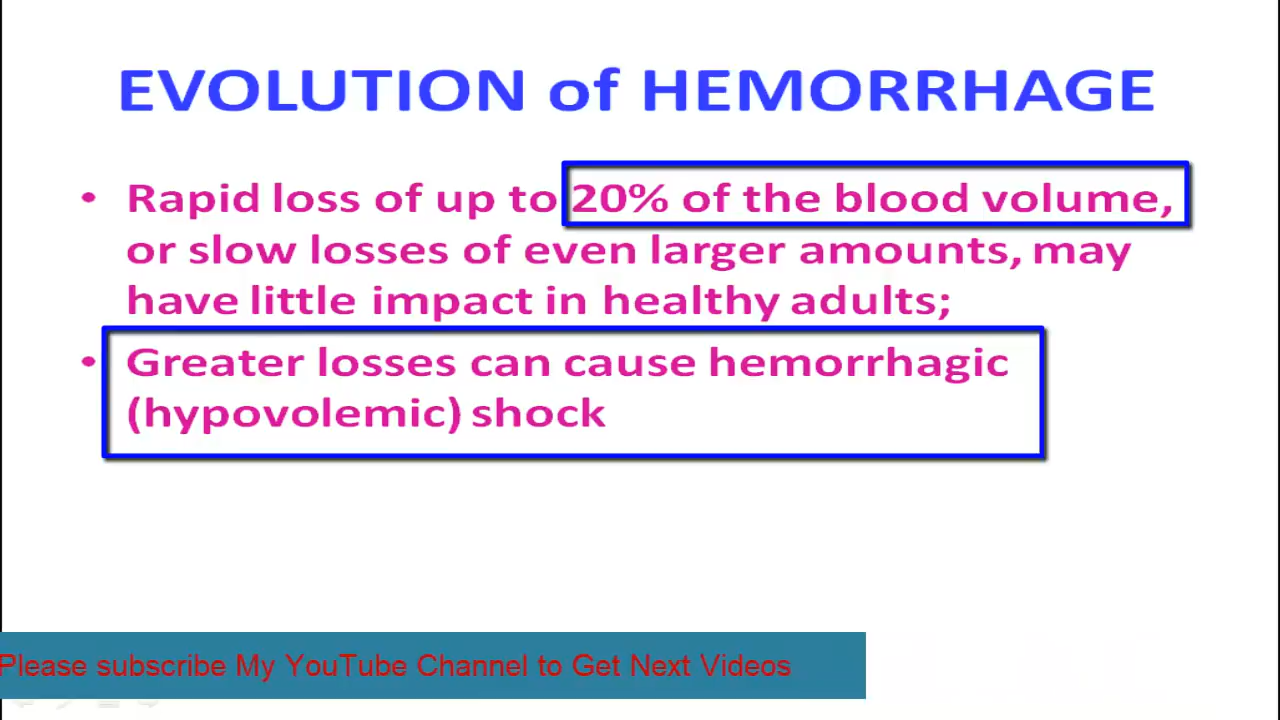 EVOLUTION of HEMORRHAGE
• Rapid loss of up to 20% of the blood volume,
or slow losses of even larger amounts, may
have little impact in healthy adults;
• Greater losses can cause hemorrhagic
(hypovolemic) shock
Please subscribe My YouTube Channel to Get Next Videos